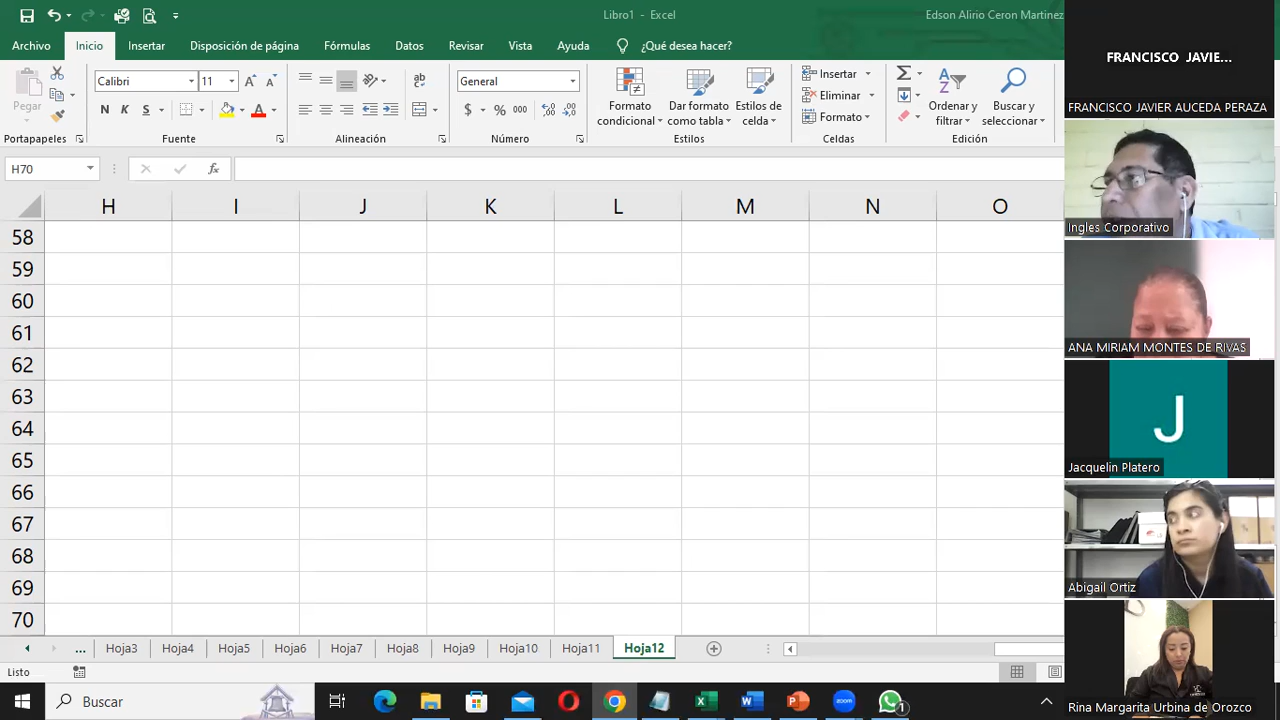 Libro1 - Excel
Edson Alirio Ceron Martinez
Archivo Inicio Insertar Disposición de página Fórmulas Datos Revisar Vista Ayuda ¿Qué desea hacer?
Pegar
Calibri 11
N K S
General
$ % 000
Formato condicional
Dar formato como tabla
Estilos de celda
Insertar
Eliminar
Formato
Ordenar y filtrar
Buscar y seleccionar
Portapapeles Fuente Alineación Número Estilos Celdas Edición
H70 fx
H I J K L M N O
58
59
60
61
62
63
64
65
66
67
68
69
70
... Hoja3 Hoja4 Hoja5 Hoja6 Hoja7 Hoja8 Hoja9 Hoja10 Hoja11 Hoja12
Listo
Buscar
1
FRANCISCO JAVIE...
FRANCISCO JAVIER AUCEDA PERAZA
Ingles Corporativo
ANA MIRIAM MONTES DE RIVAS
J
Jacquelin Platero
Abigail Ortiz
Rina Margarita Urbina de Orozco